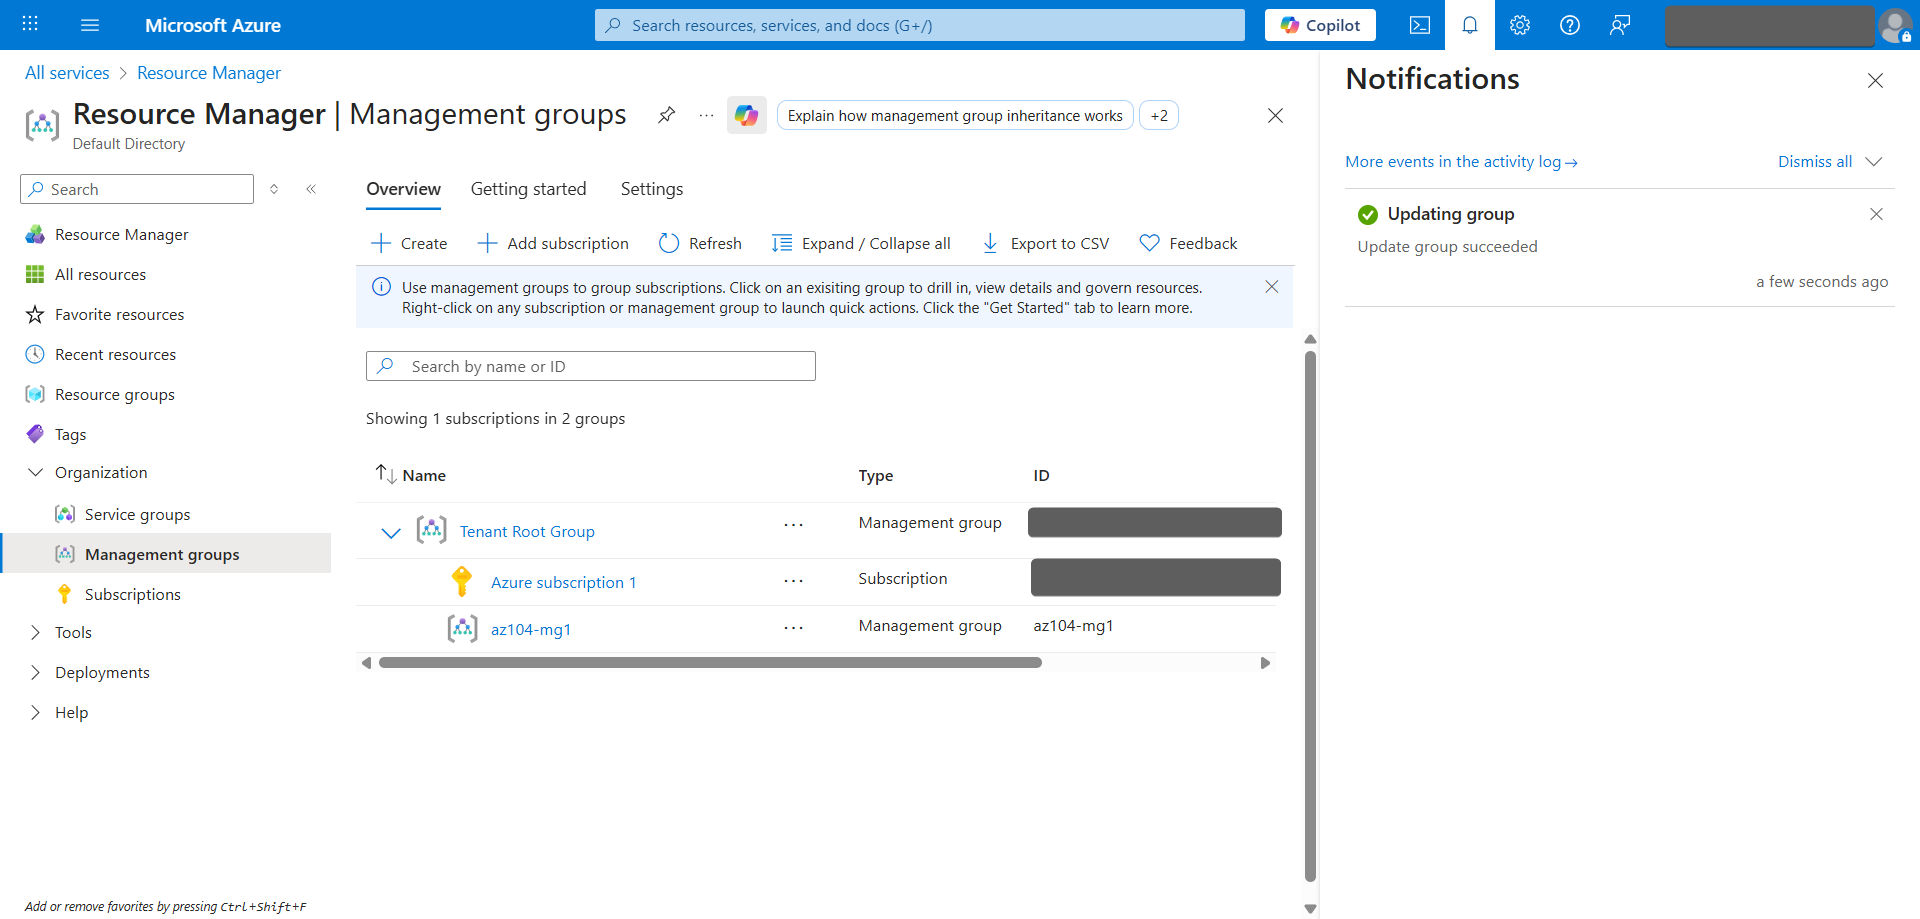 Microsoft Azure
Search resources, services, and docs (G+/)
Copilot
All services > Resource Manager
Resource Manager | Management groups
Default Directory
Explain how management group inheritance works
+2
Search
Resource Manager
All resources
Favorite resources
Recent resources
Resource groups
Tags
Organization
Service groups
Management groups
Subscriptions
Tools
Deployments
Help
Add or remove favorites by pressing Ctrl+Shift+F
Overview Getting started Settings
Create Add subscription Refresh Expand / Collapse all Export to CSV Feedback
Use management groups to group subscriptions. Click on an exisiting group to drill in, view details and govern resources.
Right-click on any subscription or management group to launch quick actions. Click the "Get Started" tab to learn more.
Search by name or ID
Showing 1 subscriptions in 2 groups
Name Type ID
Tenant Root Group Management group
Azure subscription 1 Subscription
az104-mg1 Management group az104-mg1
Notifications
More events in the activity log→ Dismiss all
Updating group
Update group succeeded
a few seconds ago